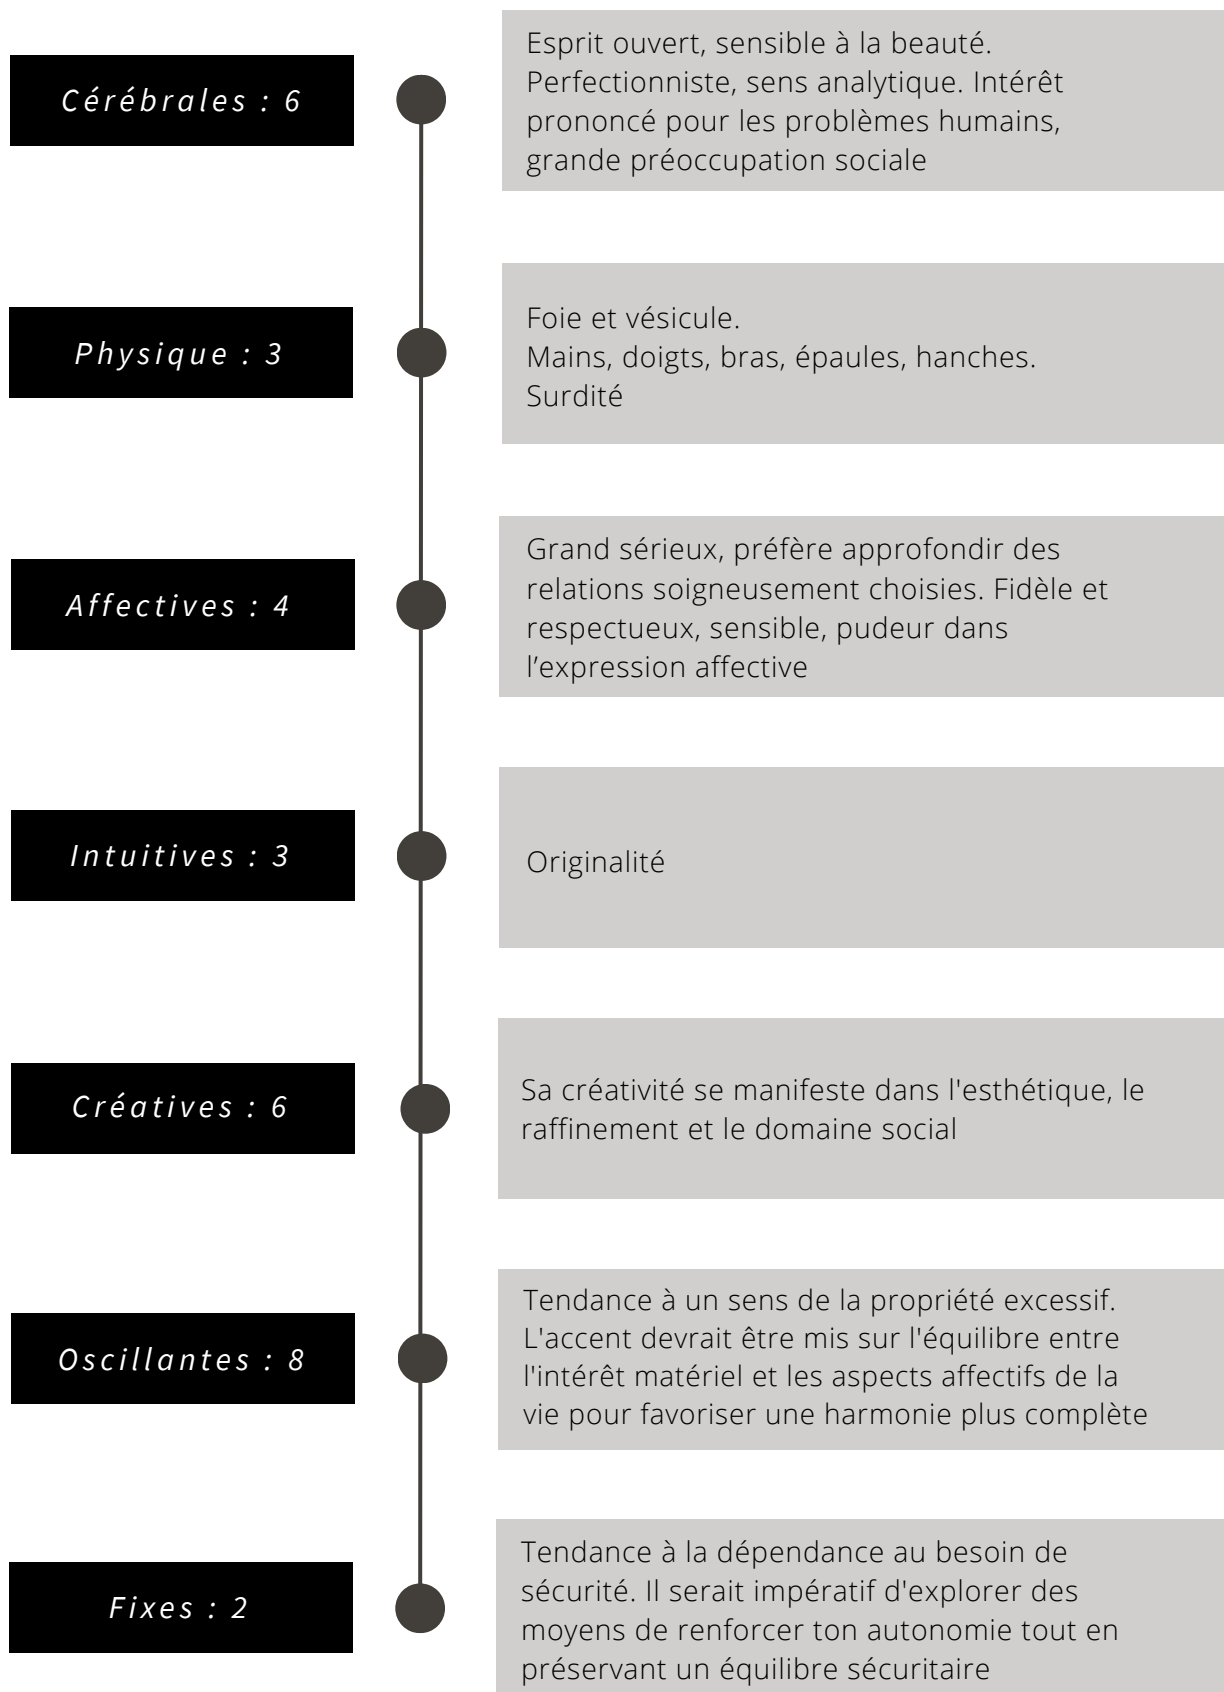 Cérébrales : 6
Esprit ouvert, sensible à la beauté.
Perfectionniste, sens analytique. Intérêt
prononcé pour les problèmes humains,
grande préoccupation sociale
Physique : 3
Foie et vésicule.
Mains, doigts, bras, épaules, hanches.
Surdité
Affectives : 4
Grand sérieux, préfère approfondir des
relations soigneusement choisies. Fidèle et
respectueux, sensible, pudeur dans
l’expression affective
Intuitives : 3
Originalité
Créatives : 6
Sa créativité se manifeste dans l'esthétique, le
raffinement et le domaine social
Oscillantes : 8
Tendance à un sens de la propriété excessif.
L'accent devrait être mis sur l'équilibre entre
l'intérêt matériel et les aspects affectifs de la
vie pour favoriser une harmonie plus complète
Fixes : 2
Tendance à la dépendance au besoin de
sécurité. Il serait impératif d'explorer des
moyens de renforcer ton autonomie tout en
préservant un équilibre sécuritaire